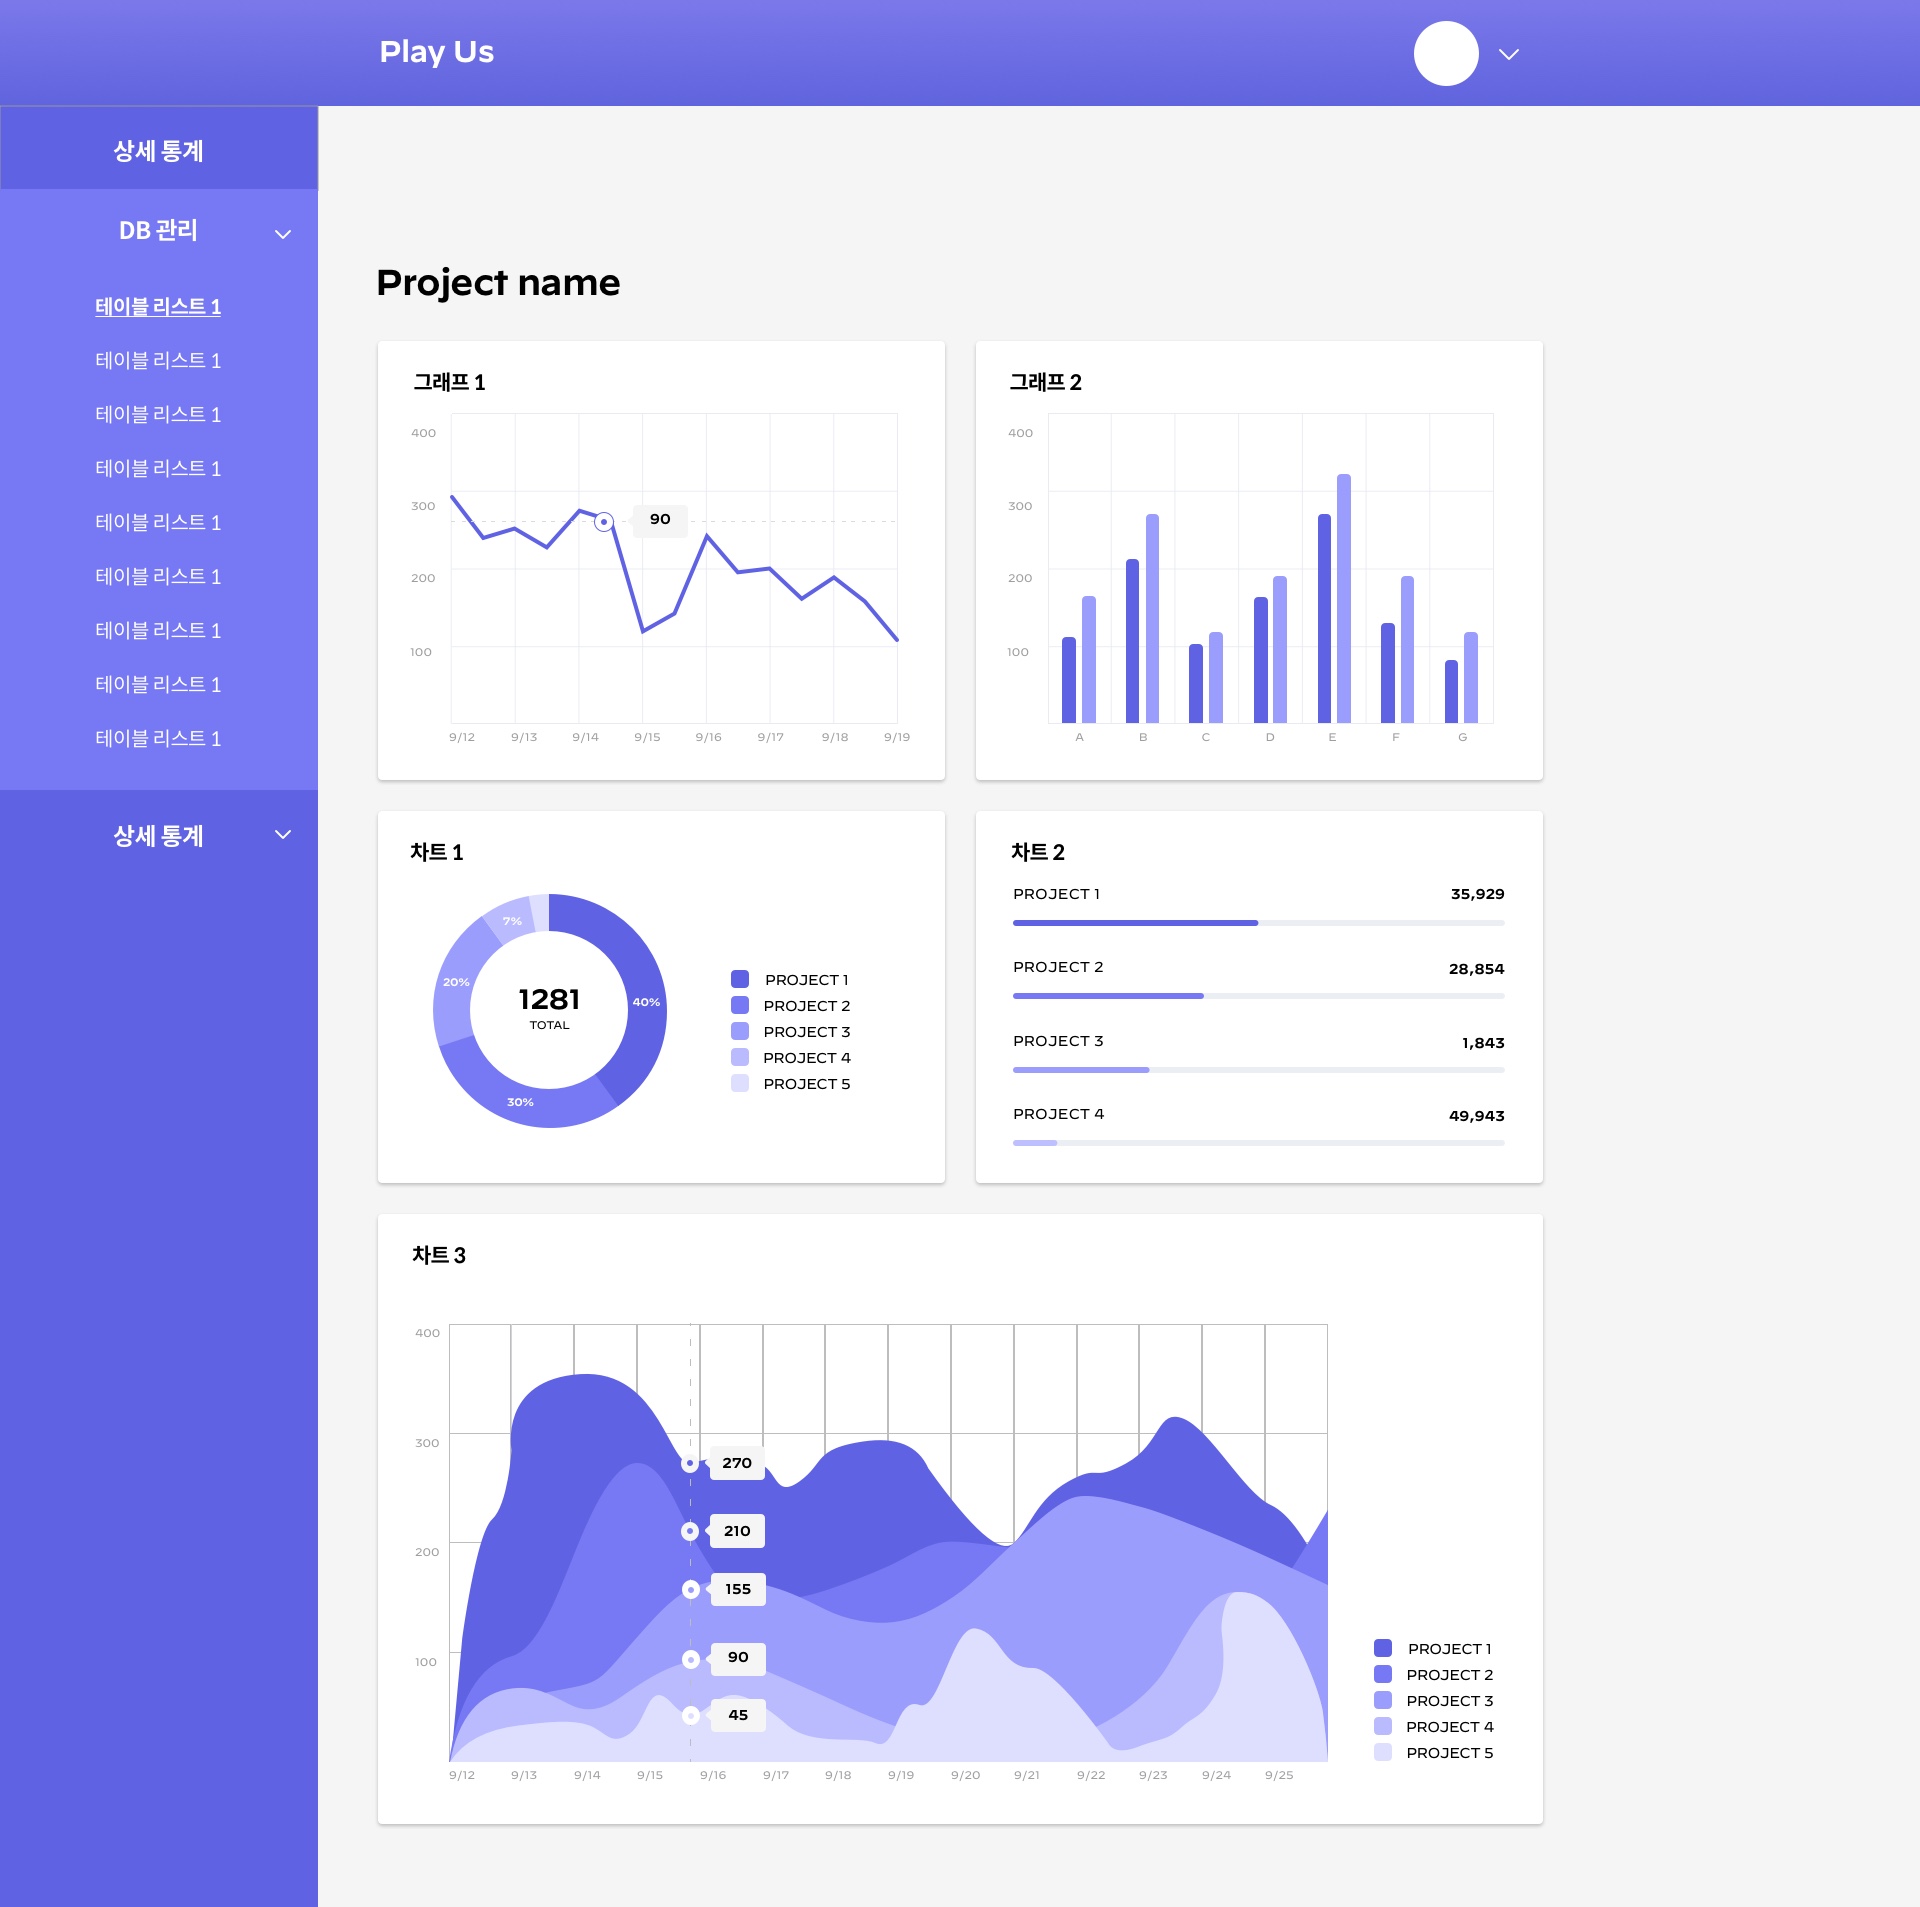 Play Us
상세 통계
DB 관리
테이블 리스트 1
테이블 리스트 1
테이블 리스트 1
테이블 리스트 1
테이블 리스트 1
테이블 리스트 1
테이블 리스트 1
테이블 리스트 1
테이블 리스트 1
상세 통계
Project name
그래프 1
400
300
200
100
90
9/12 9/13 9/14 9/15 9/16 9/17 9/18 9/19
그래프 2
400
300
200
100
A B C D E F G
차트 1
7%
20%
40%
30%
1281
TOTAL
PROJECT 1
PROJECT 2
PROJECT 3
PROJECT 4
PROJECT 5
차트 2
PROJECT 1 35,929
PROJECT 2 28,854
PROJECT 3 1,843
PROJECT 4 49,943
차트 3
400
300
200
100
270
210
155
90
45
9/12 9/13 9/14 9/15 9/16 9/17 9/18 9/19 9/20 9/21 9/22 9/23 9/24 9/25
PROJECT 1
PROJECT 2
PROJECT 3
PROJECT 4
PROJECT 5